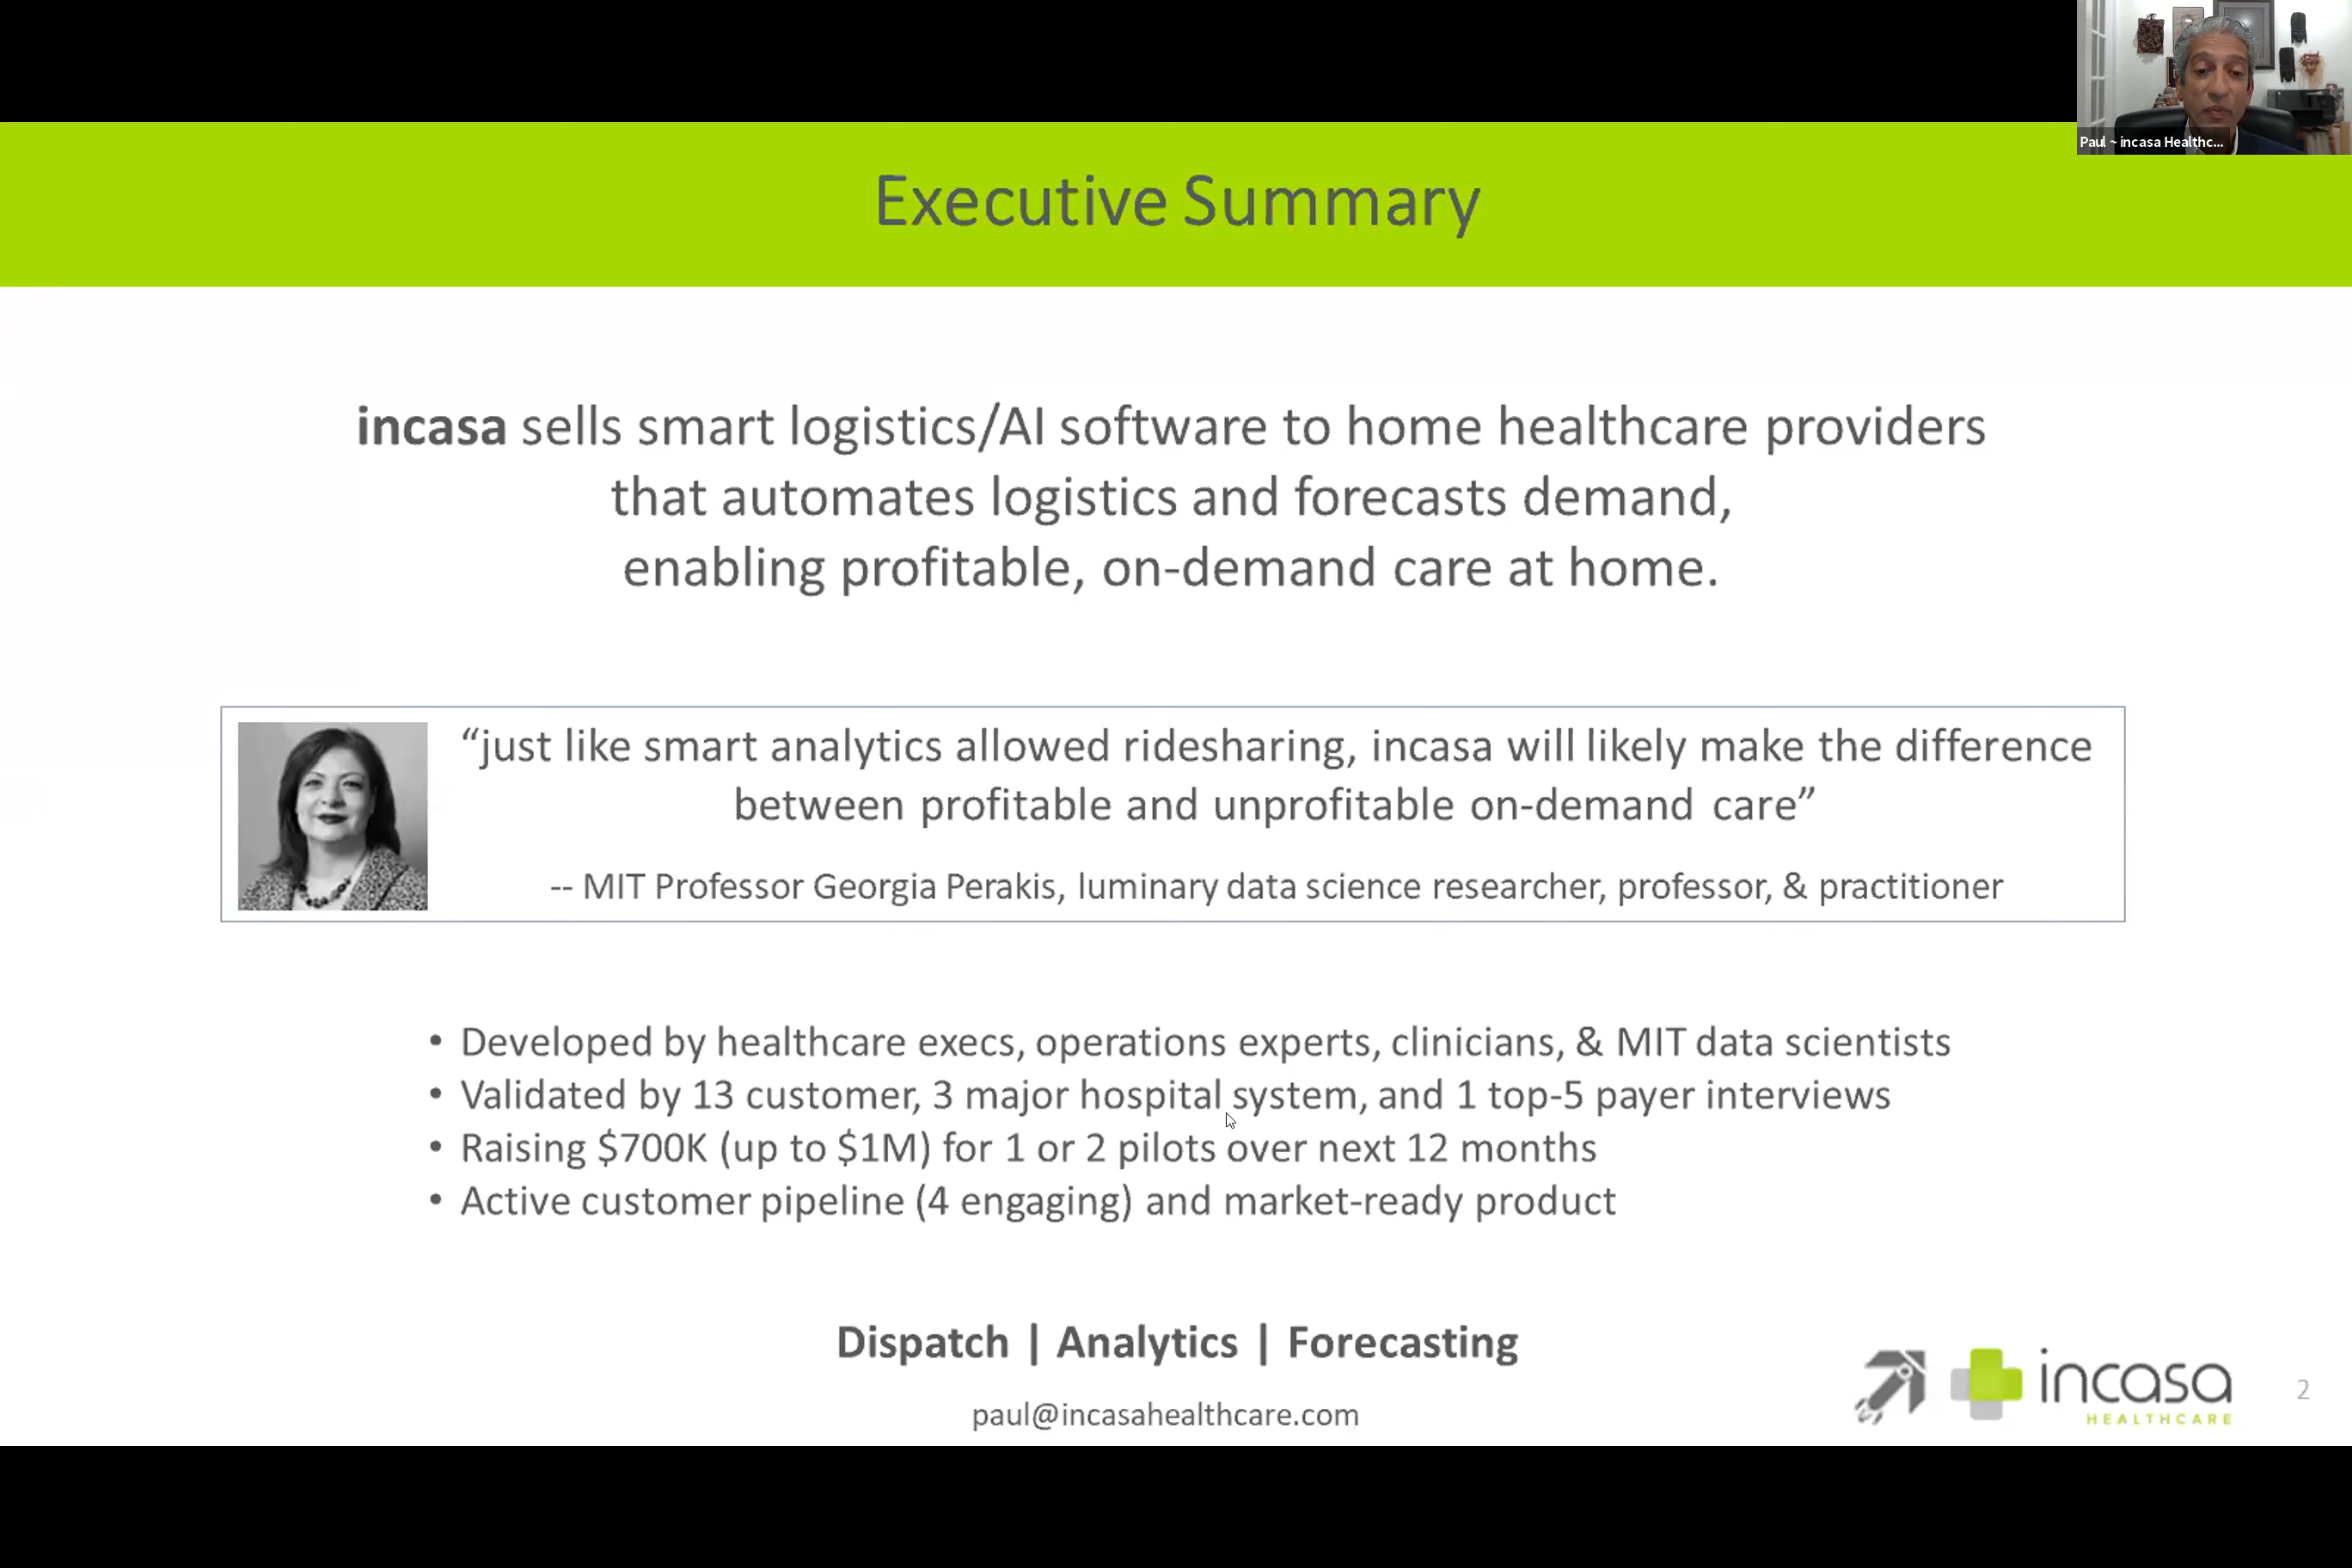 Paul ~ incasa Healthc...
Executive Summary
incasa sells smart logistics/AI software to home healthcare providers
that automates logistics and forecasts demand,
enabling profitable, on-demand care at home.
“just like smart analytics allowed ridesharing, incasa will likely make the difference
between profitable and unprofitable on-demand care”
-- MIT Professor Georgia Perakis, luminary data science researcher, professor, & practitioner
• Developed by healthcare execs, operations experts, clinicians, & MIT data scientists
• Validated by 13 customer, 3 major hospital system, and 1 top-5 payer interviews
• Raising $700K (up to $1M) for 1 or 2 pilots over next 12 months
• Active customer pipeline (4 engaging) and market-ready product
Dispatch | Analytics | Forecasting
paul@incasahealthcare.com
incasa
HEALTHCARE
2